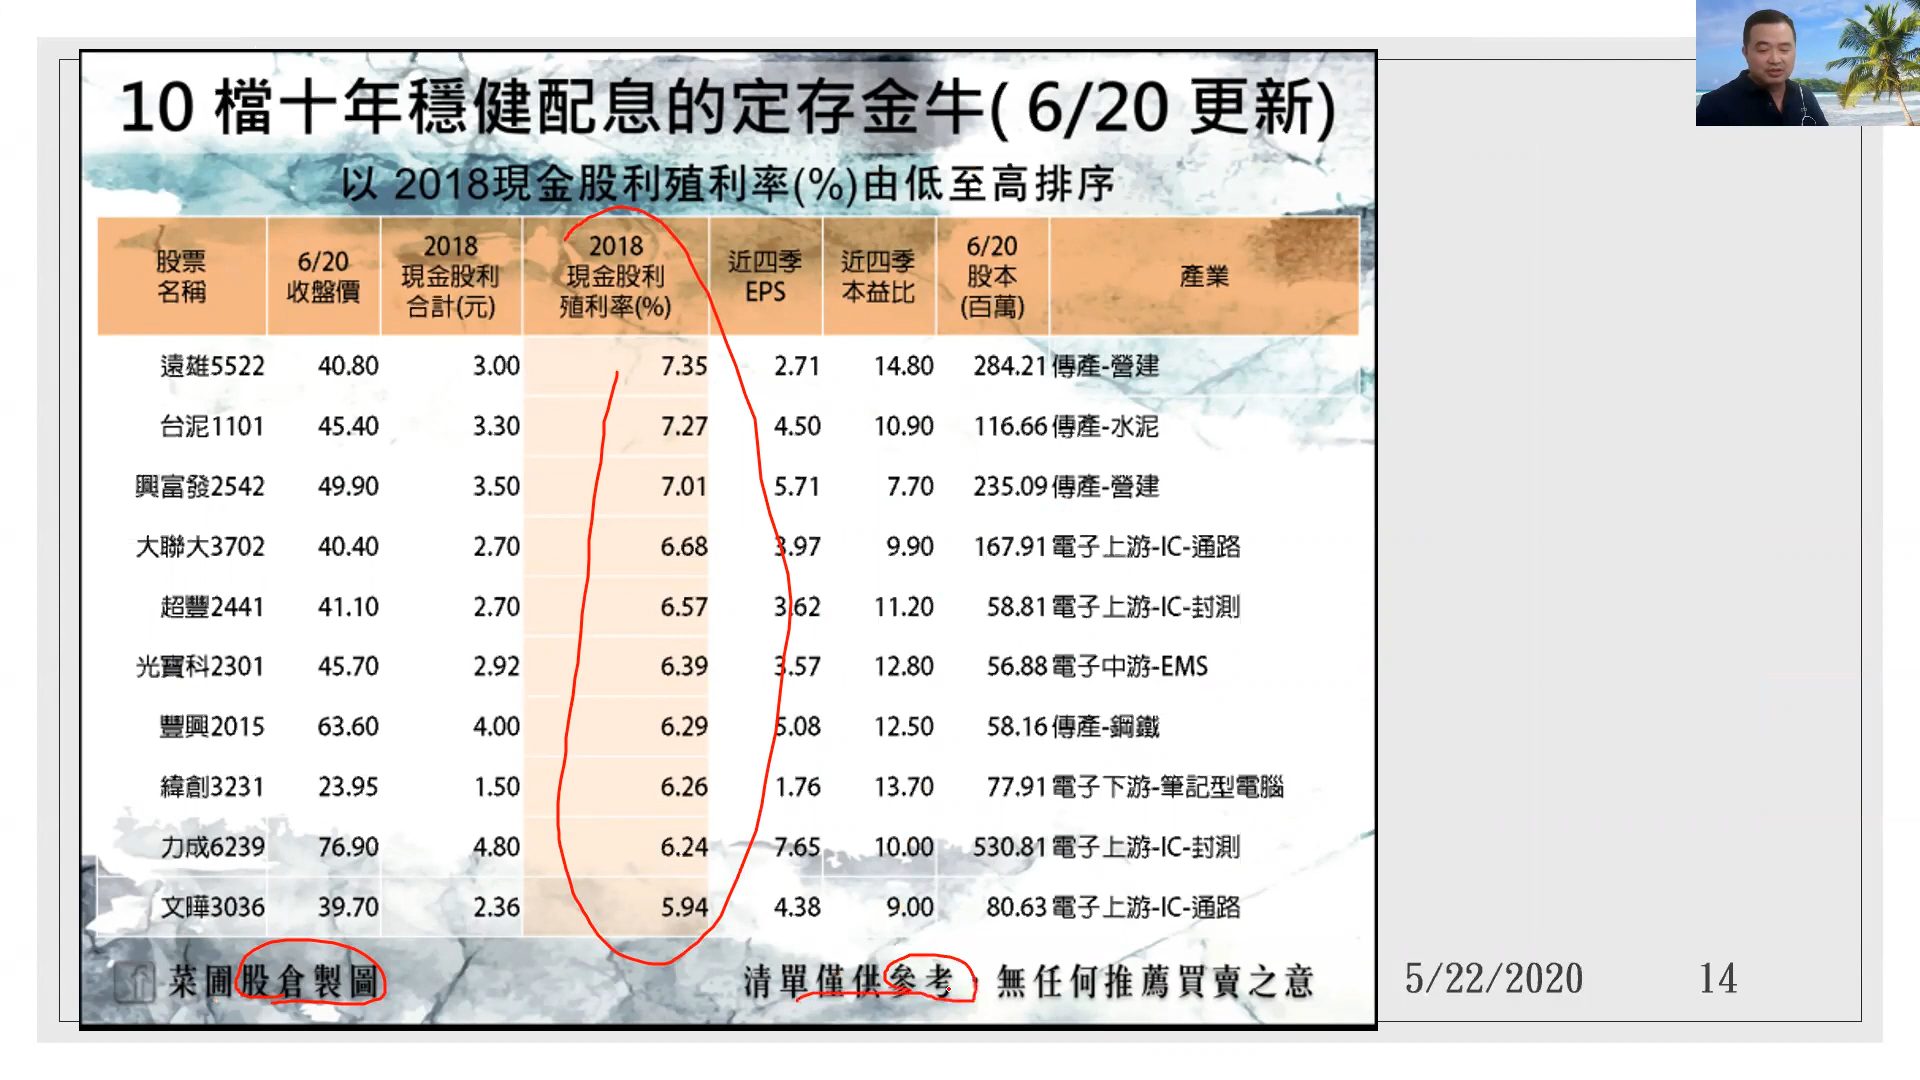 10 檔十年穩健配息的定存金牛( 6/20 更新)
以 2018現金股利殖利率(%)由低至高排序
股票名稱 6/20收盤價 2018現金股利合計(元) 2018現金股利殖利率(%) 近四季EPS 近四季本益比 6/20股本(百萬) 產業
遠雄5522 40.80 3.00 7.35 2.71 14.80 284.21 傳產-營建
台泥1101 45.40 3.30 7.27 4.50 10.90 116.66 傳產-水泥
興富發2542 49.90 3.50 7.01 5.71 7.70 235.09 傳產-營建
大聯大3702 40.40 2.70 6.68 3.97 9.90 167.91 電子上游-IC-通路
超豐2441 41.10 2.70 6.57 3.62 11.20 58.81 電子上游-IC-封測
光寶科2301 45.70 2.92 6.39 3.57 12.80 56.88 電子中游-EMS
豐興2015 63.60 4.00 6.29 5.08 12.50 58.16 傳產-鋼鐵
緯創3231 23.95 1.50 6.26 1.76 13.70 77.91 電子下游-筆記型電腦
力成6239 76.90 4.80 6.24 7.65 10.00 530.81 電子上游-IC-封測
文曄3036 39.70 2.36 5.94 4.38 9.00 80.63 電子上游-IC-通路
菜圃股倉製圖 清單僅供參考，無任何推薦買賣之意
5/22/2020 14